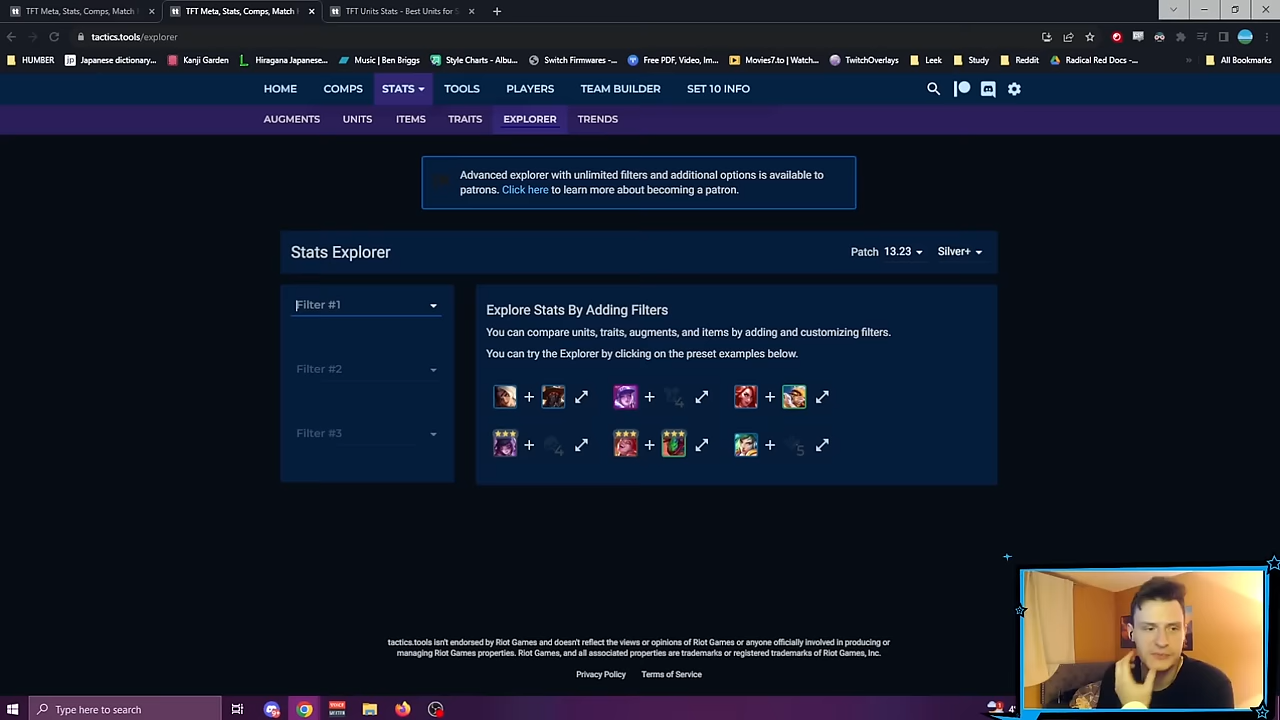 TFT Meta, Stats, Comps, Match
TFT Meta, Stats, Comps, Match
TFT Units Stats - Best Units for S
tactics.tools/explorer
HUMBER
Japanese dictionary...
Kanji Garden
Hiragana Japanese...
Music | Ben Briggs
Style Charts - Albu...
Switch Firmwares –...
Free PDF, Video, Im...
Movies7.to | Watch...
TwitchOverlays
Leek
Study
Reddit
Radical Red Docs -...
»
All Bookmarks
HOME
COMPS
STATS
TOOLS
PLAYERS
TEAM BUILDER
SET 10 INFO
AUGMENTS
UNITS
ITEMS
TRAITS
EXPLORER
TRENDS
Advanced explorer with unlimited filters and additional options is available to
patrons. Click here to learn more about becoming a patron.
Stats Explorer
Patch 13.23
Silver+
Filter #1
Filter #2
Filter #3
Explore Stats By Adding Filters
You can compare units, traits, augments, and items by adding and customizing filters.
You can try the Explorer by clicking on the preset examples below.
+ + 4 +
+ 4 + + 5
tactics.tools isn't endorsed by Riot Games and doesn't reflect the views or opinions of Riot Games or anyone officially involved in producing or
managing Riot Games properties. Riot Games, and all associated properties are trademarks or registered trademarks of Riot Games, Inc.
Privacy Policy
Terms of Service
Type here to search